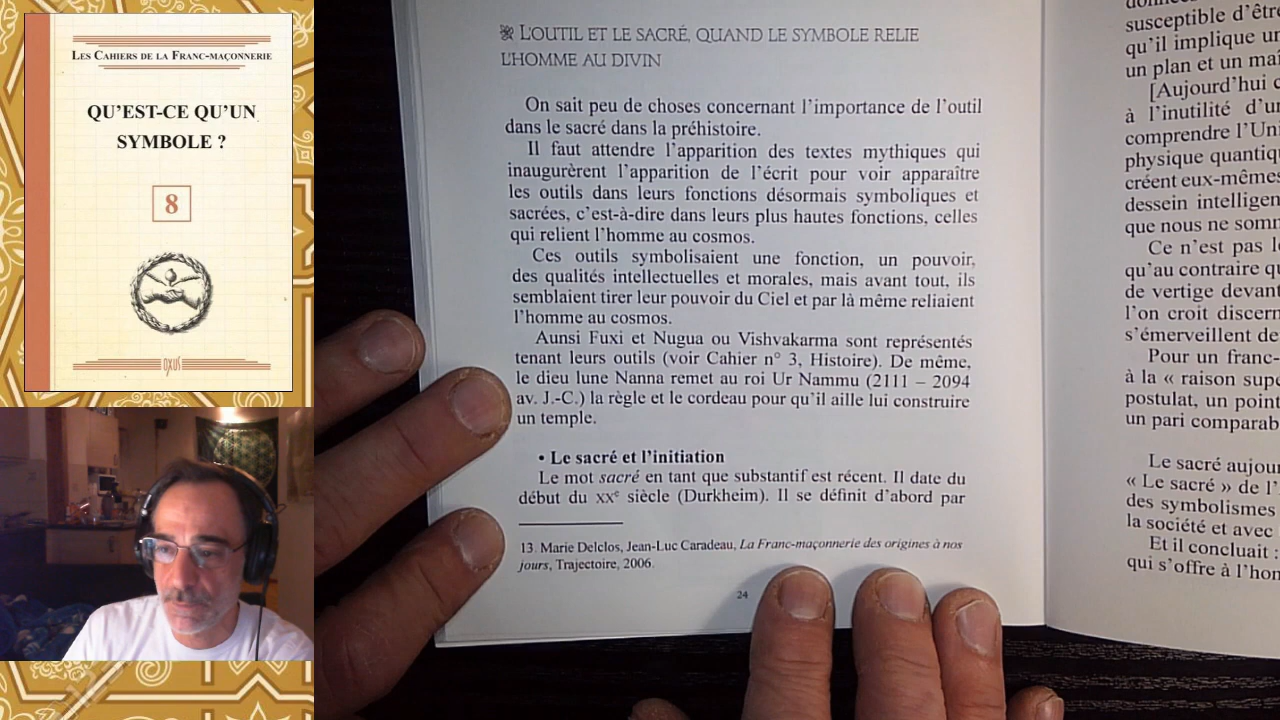 LES CAHIERS DE LA FRANC-MAÇONNERIE
QU'EST-CE QU'UN
SYMBOLE ?
8
OXUS
L'OUTIL ET LE SACRÉ, QUAND LE SYMBOLE RELIE
L'HOMME AU DIVIN
On sait peu de choses concernant l'importance de l'outil
dans le sacré dans la préhistoire.
Il faut attendre l'apparition des textes mythiques qui
inaugurèrent l'apparition de l'écrit pour voir apparaître
les outils dans leurs fonctions désormais symboliques et
sacrées, c'est-à-dire dans leurs plus hautes fonctions, celles
qui relient l'homme au cosmos.
Ces outils symbolisaient une fonction, un pouvoir,
des qualités intellectuelles et morales, mais avant tout, ils
semblaient tirer leur pouvoir du Ciel et par là même reliaient
l'homme au cosmos.
Aunsi Fuxi et Nugua ou Vishvakarma sont représentés
tenant leurs outils (voir Cahier n° 3, Histoire). De même,
le dieu lune Nanna remet au roi Ur Nammu (2111 – 2094
av. J.-C.) la règle et le cordeau pour qu'il aille lui construire
un temple.
• Le sacré et l'initiation
Le mot sacré en tant que substantif est récent. Il date du
début du XXe siècle (Durkheim). Il se définit d'abord par
13. Marie Delclos, Jean-Luc Caradeau, La Franc-maçonnerie des origines à nos
jours, Trajectoire, 2006.
24
susceptible d'être
qu'il implique un
un plan et un
[Aujourd'hui
à l'inutilité d'un
comprendre l'Uni
physique quantiq
créent eux-mêmes
dessein intelligen
que nous ne somm
Ce n'est pas
qu'au contraire qu
de vertige devant
l'on croit discern
s'émerveillent de
Pour un franc-
à la « raison supé
postulat, un point
un pari comparab
Le sacré aujour
« Le sacré » de l'
des symbolismes
la société et avec
Et il concluait :
qui s'offre à l'hom